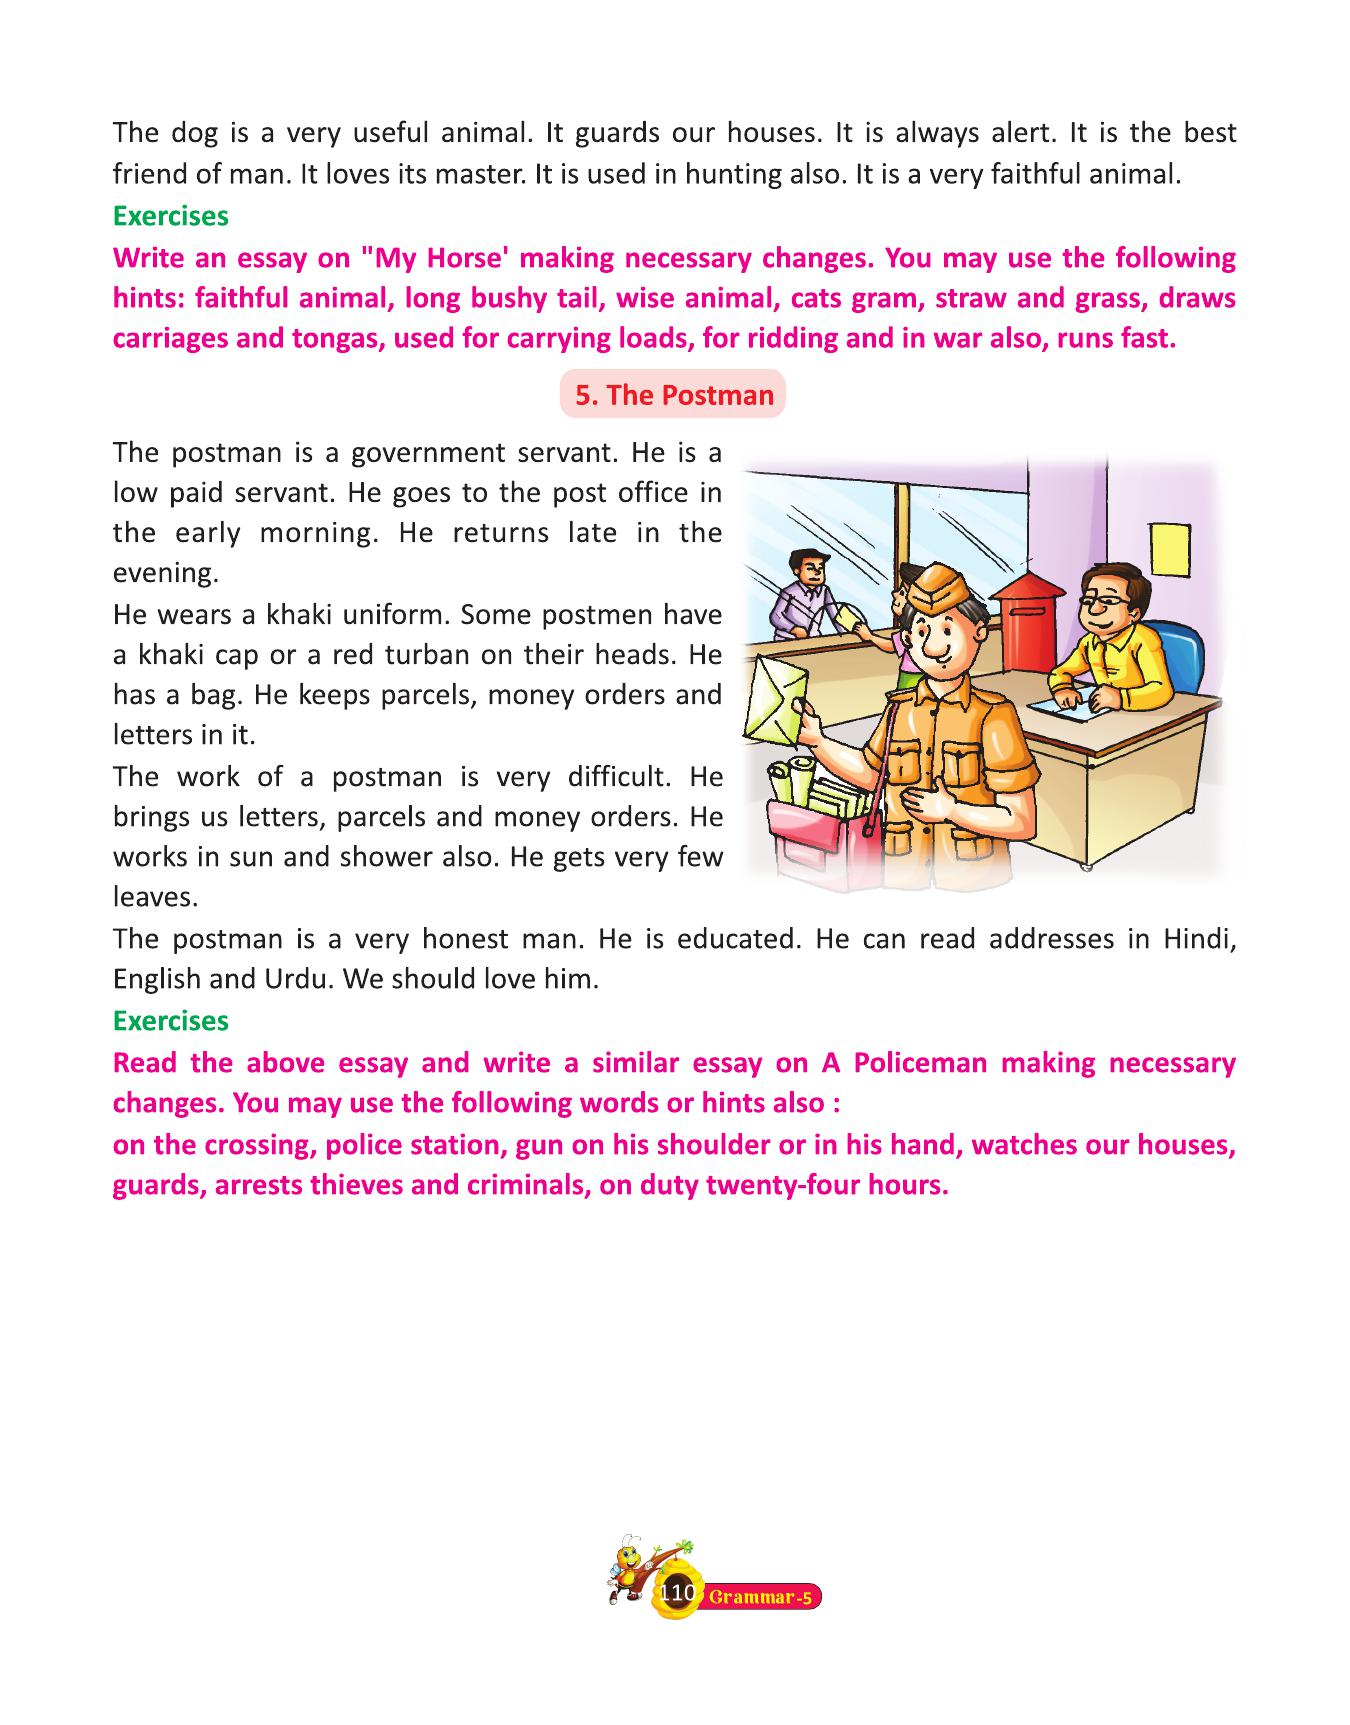 The dog is a very useful animal. It guards our houses. It is always alert. It is the best
friend of man. It loves its master. It is used in hunting also. It is a very faithful animal.
Exercises
Write an essay on "My Horse' making necessary changes. You may use the following
hints: faithful animal, long bushy tail, wise animal, cats gram, straw and grass, draws
carriages and tongas, used for carrying loads, for ridding and in war also, runs fast.
5. The Postman
The postman is a government servant. He is a
low paid servant. He goes to the post office in
the early morning. He returns late in the
evening.
He wears a khaki uniform. Some postmen have
a khaki cap or a red turban on their heads. He
has a bag. He keeps parcels, money orders and
letters in it.
The work of a postman is very difficult. He
brings us letters, parcels and money orders. He
works in sun and shower also. He gets very few
leaves.
The postman is a very honest man. He is educated. He can read addresses in Hindi,
English and Urdu. We should love him.
Exercises
Read the above essay and write a similar essay on A Policeman making necessary
changes. You may use the following words or hints also :
on the crossing, police station, gun on his shoulder or in his hand, watches our houses,
guards, arrests thieves and criminals, on duty twenty-four hours.
110 Grammar-5